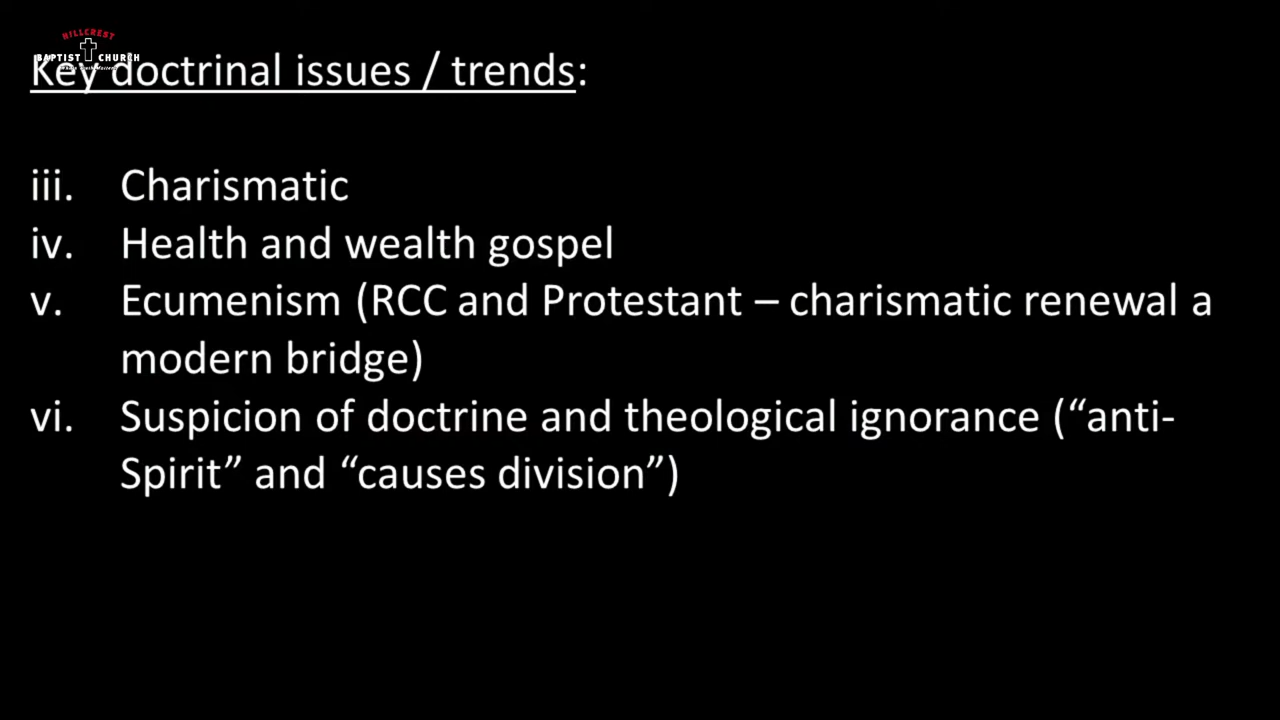 HILLCREST
BAPTIST CHURCH
Key doctrinal issues / trends:
iii. Charismatic
iv. Health and wealth gospel
v. Ecumenism (RCC and Protestant – charismatic renewal a
modern bridge)
vi. Suspicion of doctrine and theological ignorance (“anti-
Spirit” and “causes division”)